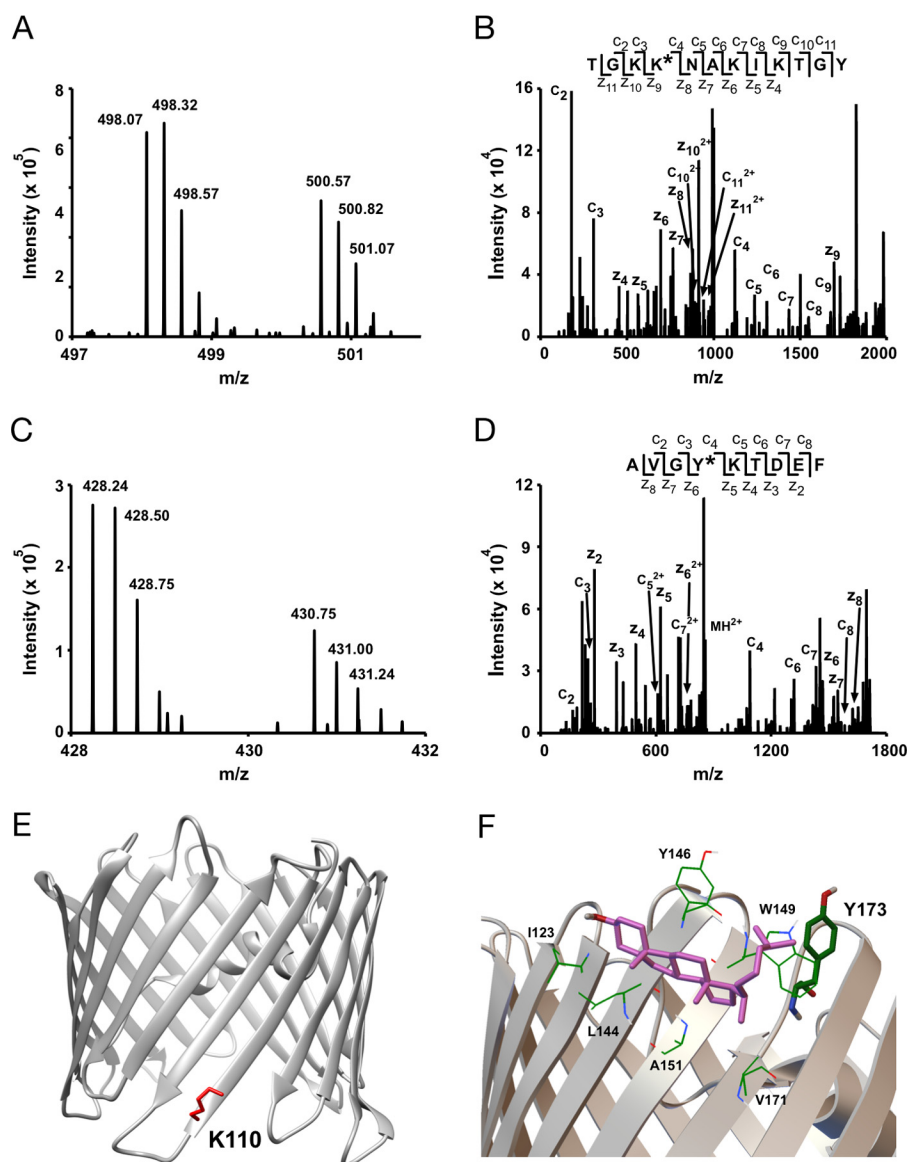 A
Intensity (x 10⁵)
8
6
4
2
0
498.07
498.32
498.57
500.57
500.82
501.07
497
499
501
m/z
B
C₂ C₃ C₄ C₅ C₆ C₇ C₈ C₉ C₁₀ C₁₁
TGKK*NAKIKTGY
Z₁₁ Z₁₀ Z₉ Z₈ Z₇ Z₆ Z₅ Z₄
Intensity (x 10⁴)
16
12
8
4
0
C₂
C₃
z₄
z₅
z₆
z₇
z₈
C₁₀²⁺
z₁₀²⁺
C₁₁²⁺
z₁₁²⁺
C₄
C₅
C₆
C₇
C₈
C₉
z₉
0
500
1000
1500
2000
m/z
C
Intensity (x 10⁵)
3
2
1
0
428.24
428.50
428.75
430.75
431.00
431.24
428
430
432
m/z
D
C₂ C₃ C₄ C₅ C₆ C₇ C₈
AVGY*KTDEF
Z₈ Z₇ Z₆ Z₅ Z₄ Z₃ Z₂
Intensity (x 10⁴)
12
9
6
3
0
C₂
C₃
z₂
z₃
z₄
C₅²⁺
z₅
C₇²⁺
z₆²⁺
MH²⁺
C₄
C₆
C₇
z₆
z₇
C₈
z₈
0
600
1200
1800
m/z
E
K110
F
Y146
W149
Y173
I123
L144
A151
V171